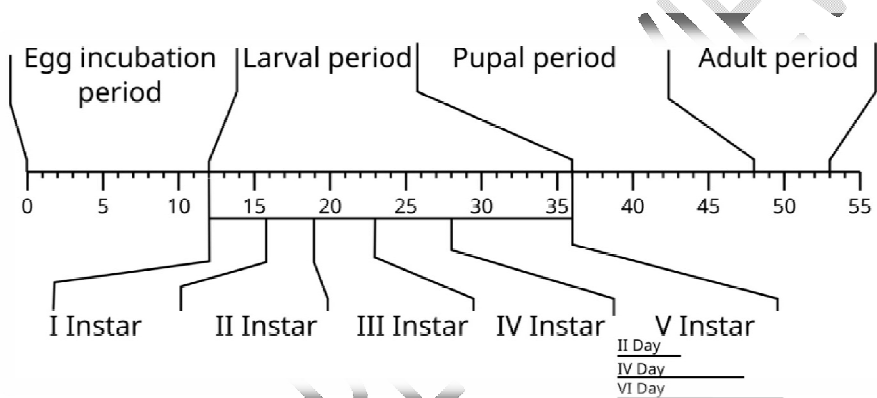 Egg incubation
period
Larval period
Pupal period
Adult period
0 5 10 15 20 25 30 35 40 45 50 55
I Instar II Instar III Instar IV Instar V Instar
II Day
IV Day
VI Day